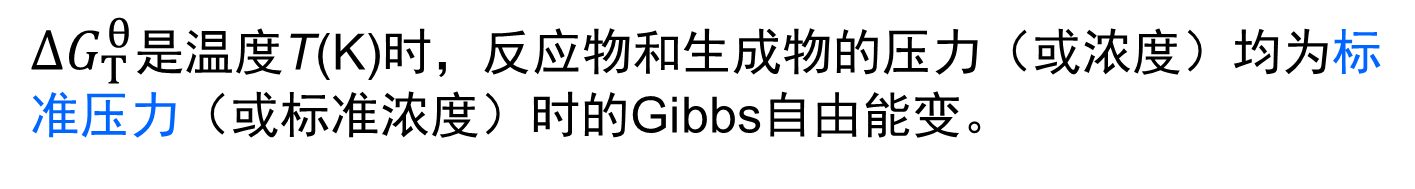 ΔG_T^θ是温度T(K)时，反应物和生成物的压力（或浓度）均为标
准压力（或标准浓度）时的Gibbs自由能变。